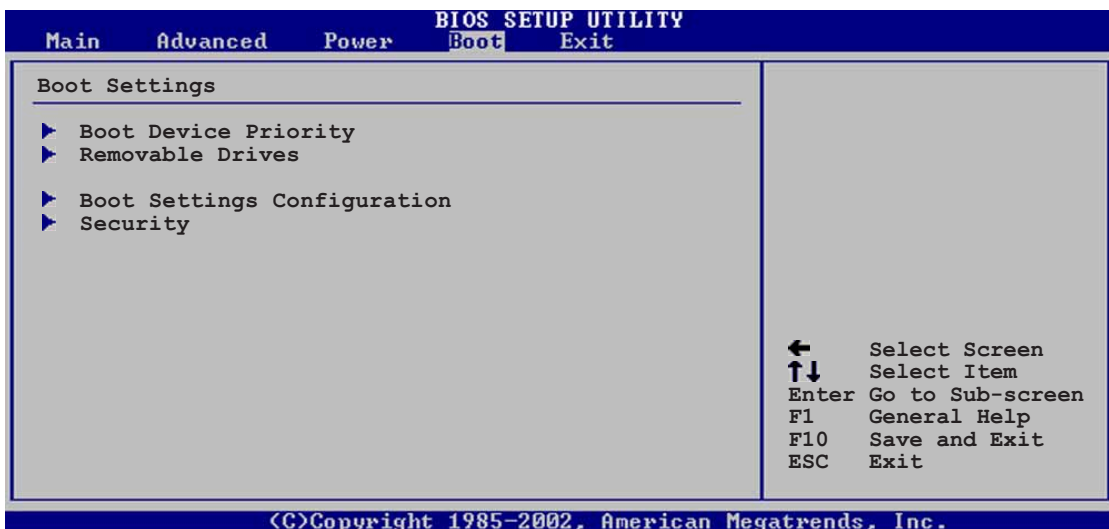 BIOS SETUP UTILITY
Main Advanced Power Boot Exit
Boot Settings
Boot Device Priority
Removable Drives
Boot Settings Configuration
Security
← Select Screen
↑↓ Select Item
Enter Go to Sub-screen
F1 General Help
F10 Save and Exit
ESC Exit
(C)Copyright 1985-2002, American Megatrends, Inc.